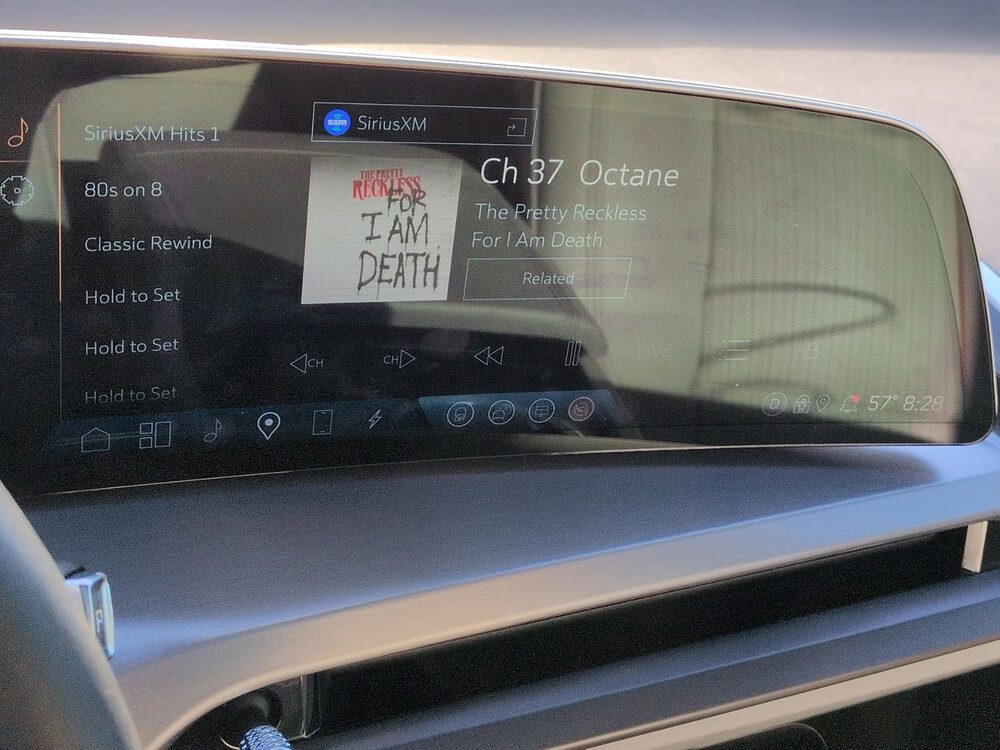 SiriusXM Hits 1
80s on 8
Classic Rewind
Hold to Set
Hold to Set
Hold to Set
sxm SiriusXM
THE PRETTY
RECKLESS
FOR
I AM
DEATH
Ch 37 Octane
The Pretty Reckless
For I Am Death
Related
CH
CH
D
57° 8:28